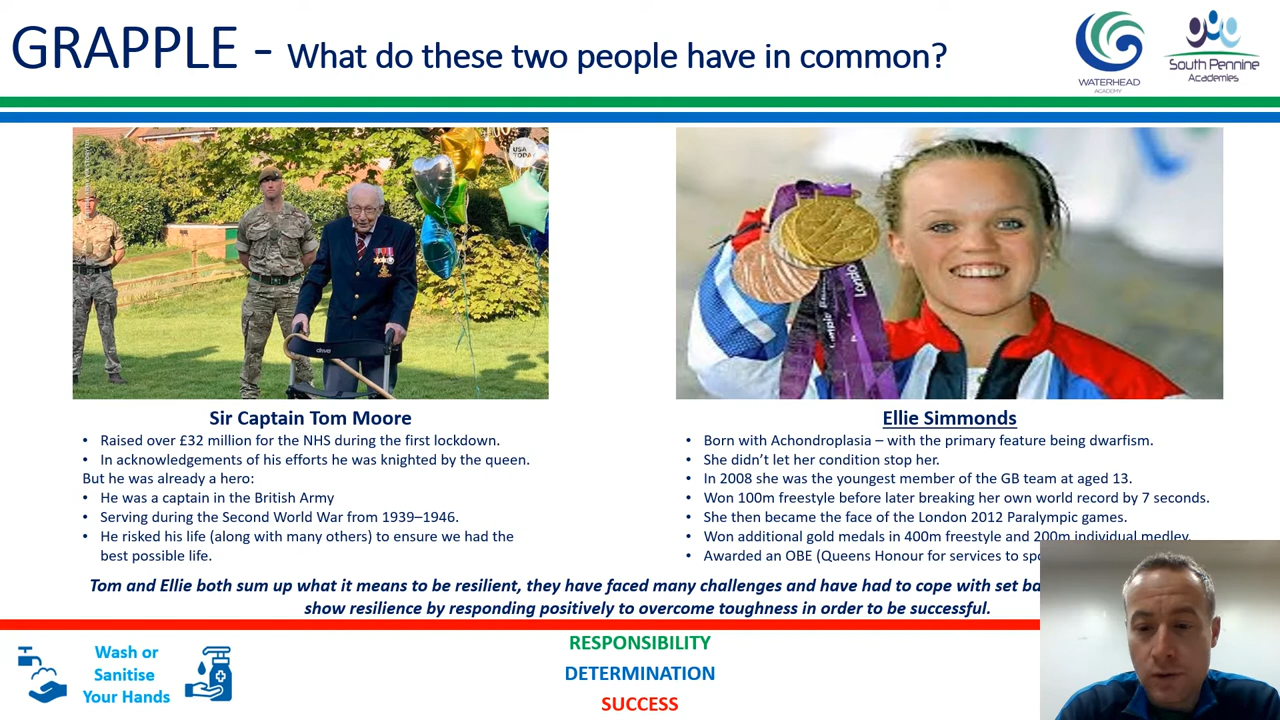 GRAPPLE - What do these two people have in common?
WATERHEAD
ACADEMY
South Pennine
Academies
USA
TODAY
drive
London
Sir Captain Tom Moore
• Raised over £32 million for the NHS during the first lockdown.
• In acknowledgements of his efforts he was knighted by the queen.
But he was already a hero:
• He was a captain in the British Army
• Serving during the Second World War from 1939–1946.
• He risked his life (along with many others) to ensure we had the
best possible life.
Ellie Simmonds
• Born with Achondroplasia – with the primary feature being dwarfism.
• She didn't let her condition stop her.
• In 2008 she was the youngest member of the GB team at aged 13.
• Won 100m freestyle before later breaking her own world record by 7 seconds.
• She then became the face of the London 2012 Paralympic games.
• Won additional gold medals in 400m freestyle and 200m individual medley.
• Awarded an OBE (Queens Honour for services to
Tom and Ellie both sum up what it means to be resilient, they have faced many challenges and have had to cope with set
show resilience by responding positively to overcome toughness in order to be successful.
Wash or
Sanitise
Your Hands
RESPONSIBILITY
DETERMINATION
SUCCESS